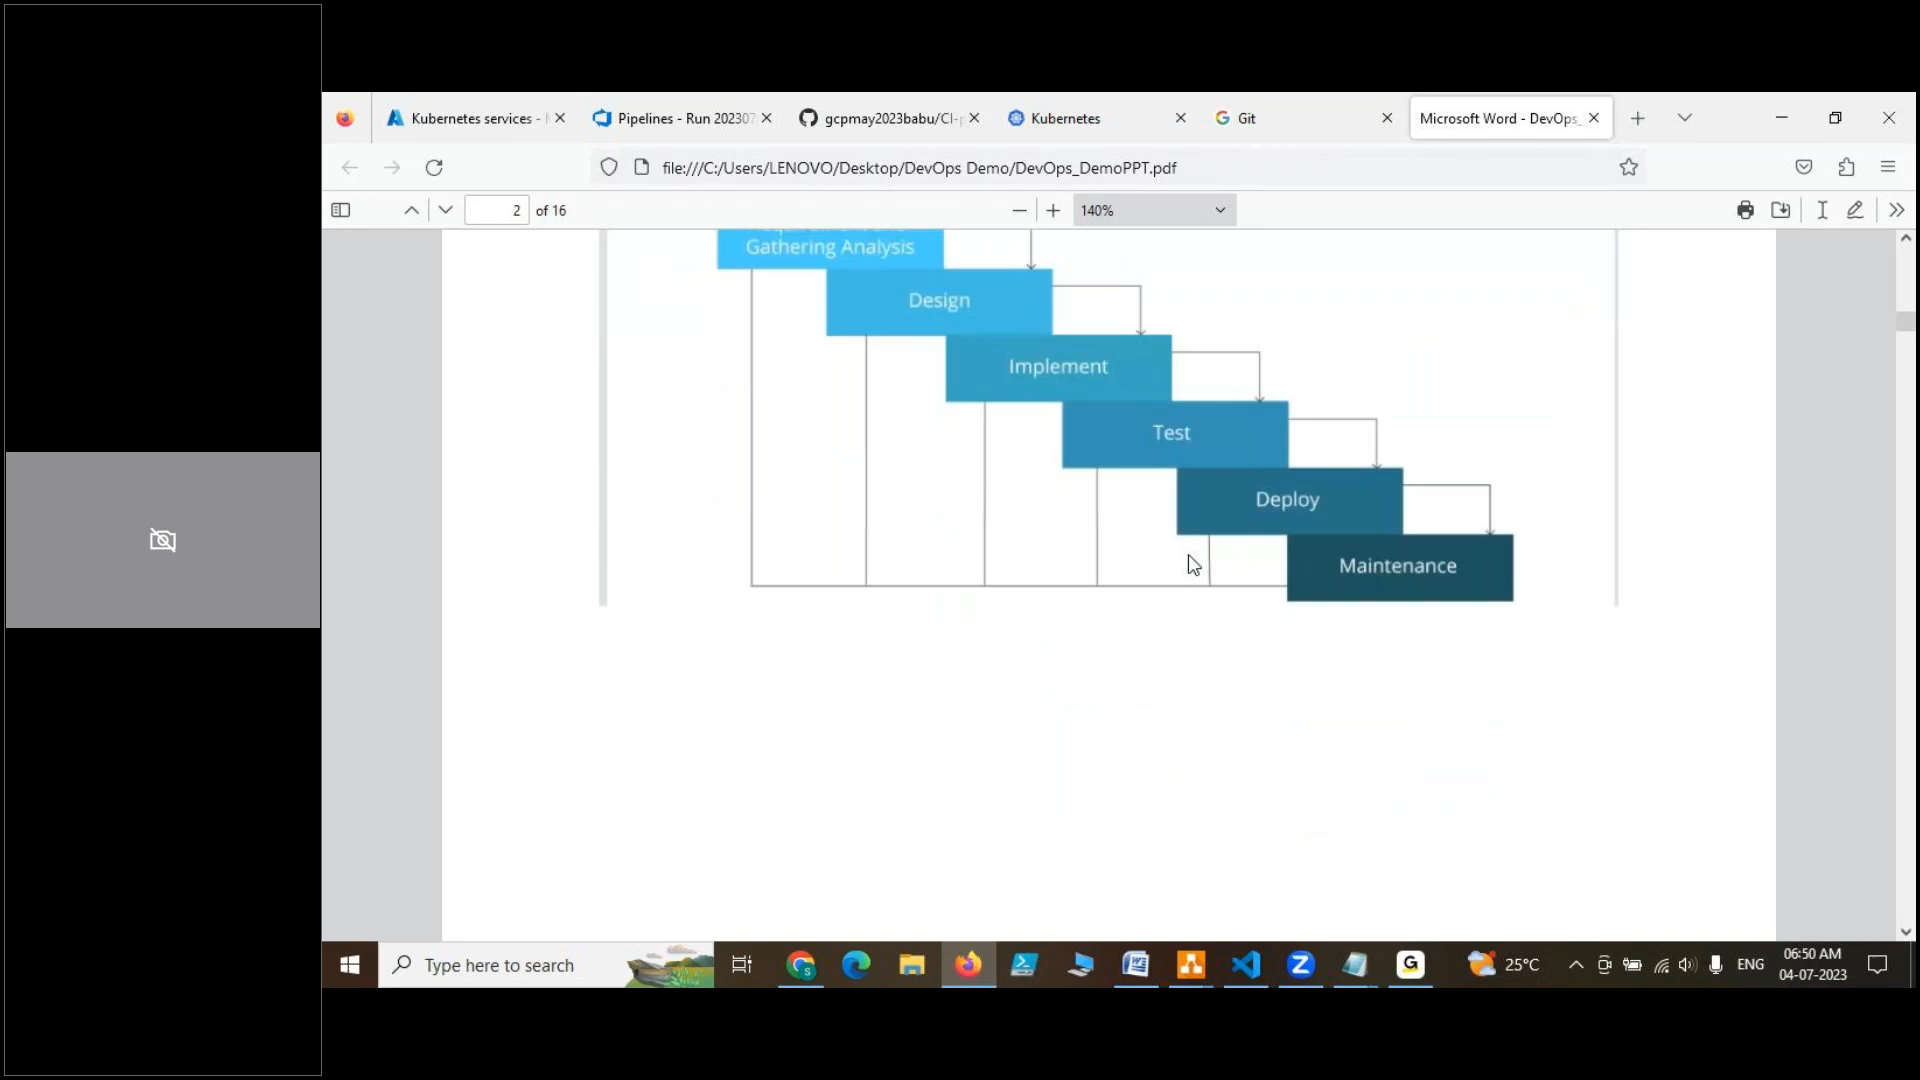 Kubernetes services -
Pipelines - Run 202307
gcpmay2023babu/CI-p
Kubernetes
Git
Microsoft Word - DevOps_
file:///C:/Users/LENOVO/Desktop/DevOps Demo/DevOps_DemoPPT.pdf
2 of 16
140%
Gathering Analysis
Design
Implement
Test
Deploy
Maintenance
Type here to search
25°C
ENG
06:50 AM
04-07-2023